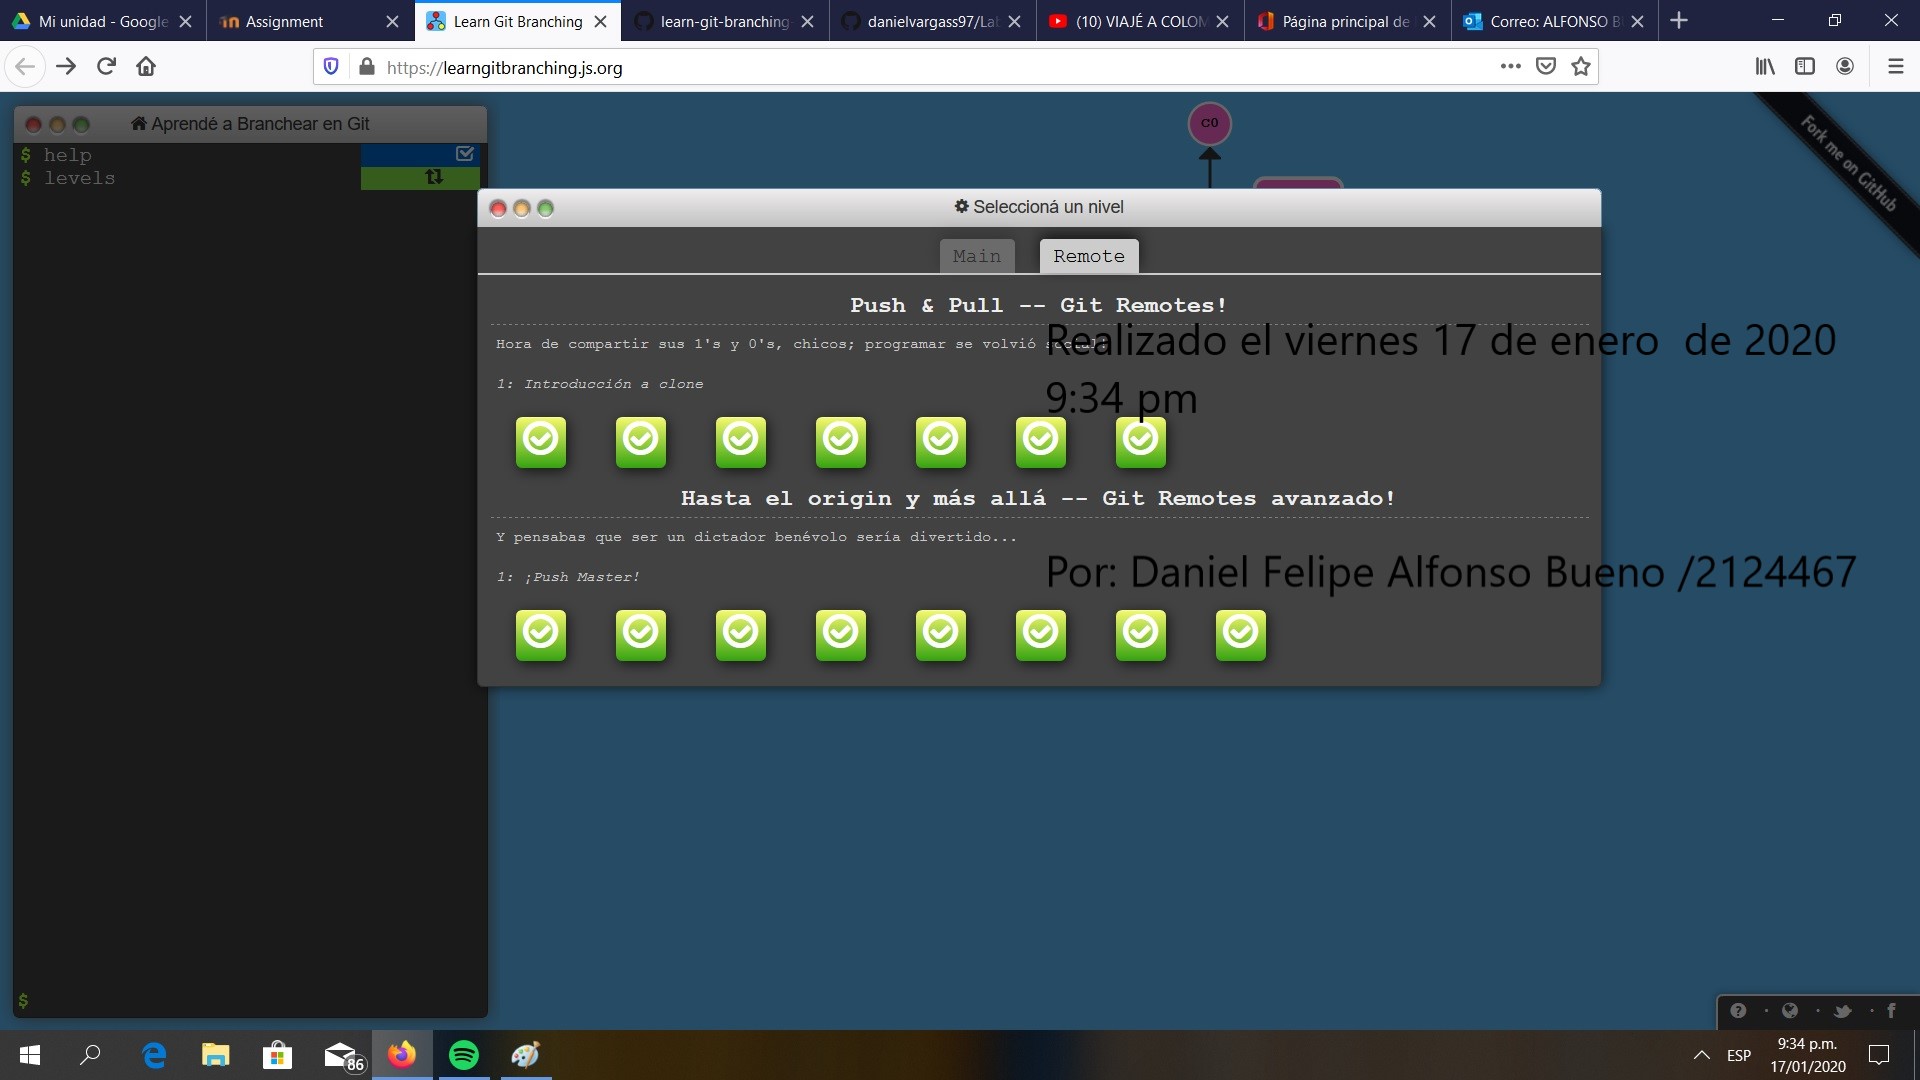 Mi unidad - Google
Assignment
Learn Git Branching
learn-git-branching-
danielvargass97/Lab
(10) VIAJÉ A COLOM
Página principal de
Correo: ALFONSO B
https://learngitbranching.js.org
Aprendé a Branchear en Git
$ help
$ levels
C0
Fork me on GitHub
Seleccioná un nivel
Main
Remote
Push & Pull -- Git Remotes!
Hora de compartir sus 1's y 0's, chicos; programar se volvió social!
Realizado el viernes 17 de enero de 2020
9:34 pm
1: Introducción a clone
Hasta el origin y más allá -- Git Remotes avanzado!
Y pensabas que ser un dictador benévolo sería divertido...
1: ¡Push Master!
Por: Daniel Felipe Alfonso Bueno /2124467
$
86
ESP
9:34 p.m.
17/01/2020